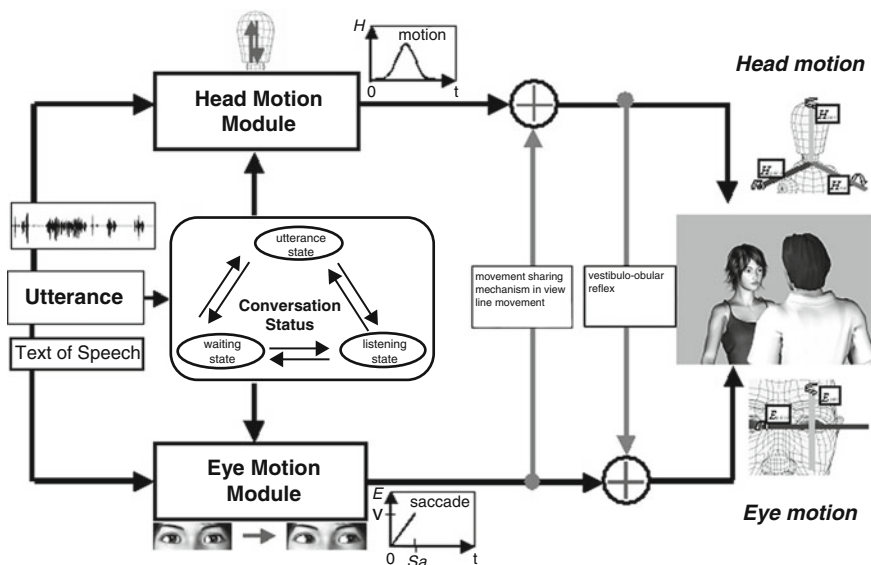 H
motion
0
t
Head motion
Head Motion
Module
H
H
H
utterance
state
Utterance
Conversation
Status
movement sharing
mechanism in view
line movement
vestibulo-obular
reflex
waiting
state
listening
state
Text of Speech
E
E
Eye Motion
Module
E
saccade
V
0
Sa
t
Eye motion